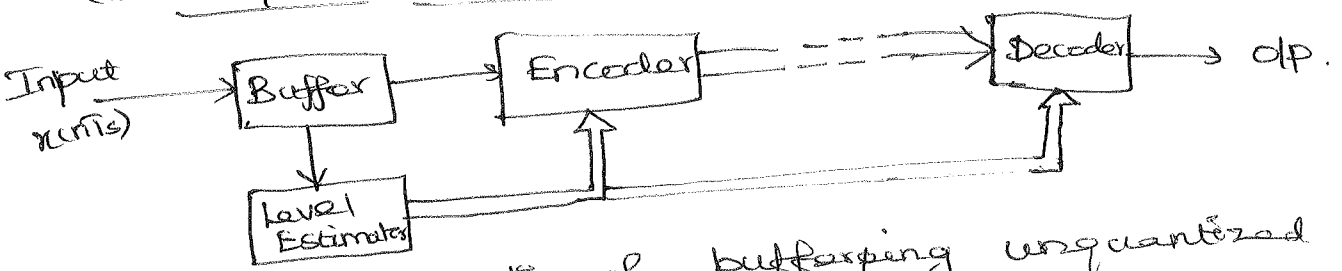 Input
x(nTs)
Buffer
Encoder
Decoder
o/p.
Level
Estimator
buffering unquantized